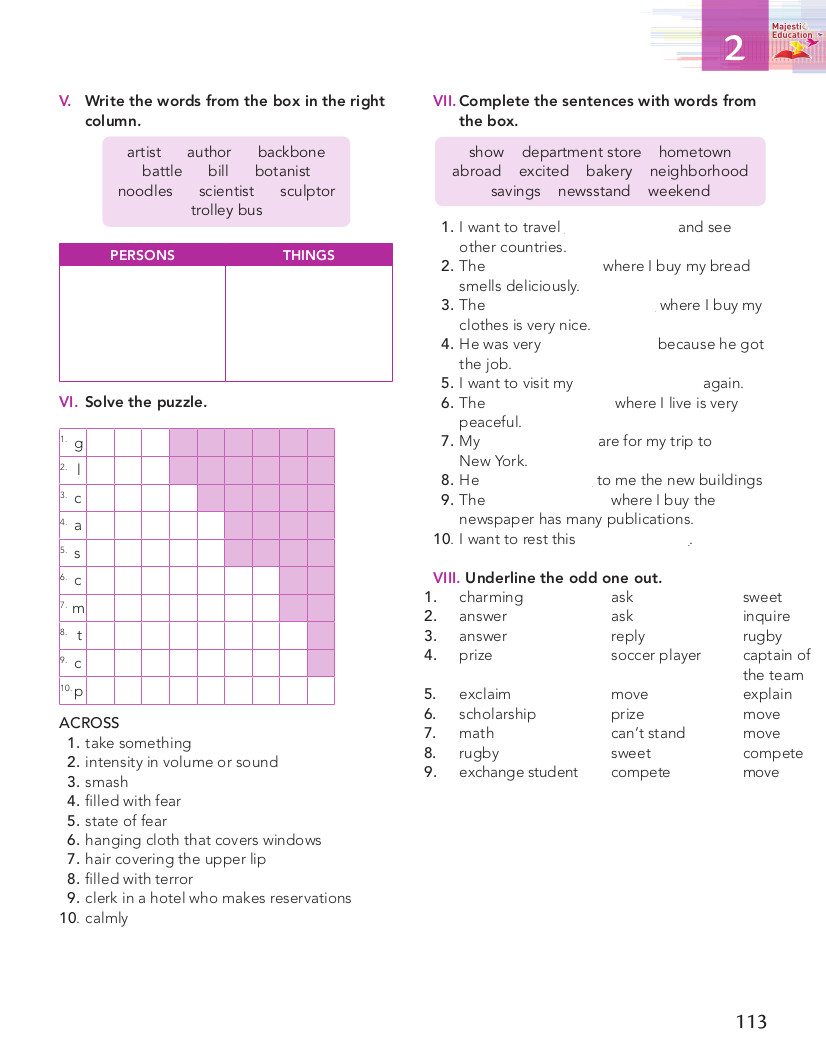 2
Majesti
Education
V. Write the words from the box in the right
column.
artist author backbone
battle bill botanist
noodles scientist sculptor
trolley bus
PERSONS THINGS
VI. Solve the puzzle.
1. g
2. l
3. c
4. a
5. s
6. c
7. m
8. t
9. c
10. p
ACROSS
1. take something
2. intensity in volume or sound
3. smash
4. filled with fear
5. state of fear
6. hanging cloth that covers windows
7. hair covering the upper lip
8. filled with terror
9. clerk in a hotel who makes reservations
10. calmly
VII. Complete the sentences with words from
the box.
show department store hometown
abroad excited bakery neighborhood
savings newsstand weekend
1. I want to travel and see
other countries.
2. The where I buy my bread
smells deliciously.
3. The where I buy my
clothes is very nice.
4. He was very because he got
the job.
5. I want to visit my again.
6. The where I live is very
peaceful.
7. My are for my trip to
New York.
8. He to me the new buildings
9. The where I buy the
newspaper has many publications.
10. I want to rest this .
VIII. Underline the odd one out.
1. charming ask sweet
2. answer ask inquire
3. answer reply rugby
4. prize soccer player captain of
the team
5. exclaim move explain
6. scholarship prize move
7. math can't stand move
8. rugby sweet compete
9. exchange student compete move
113